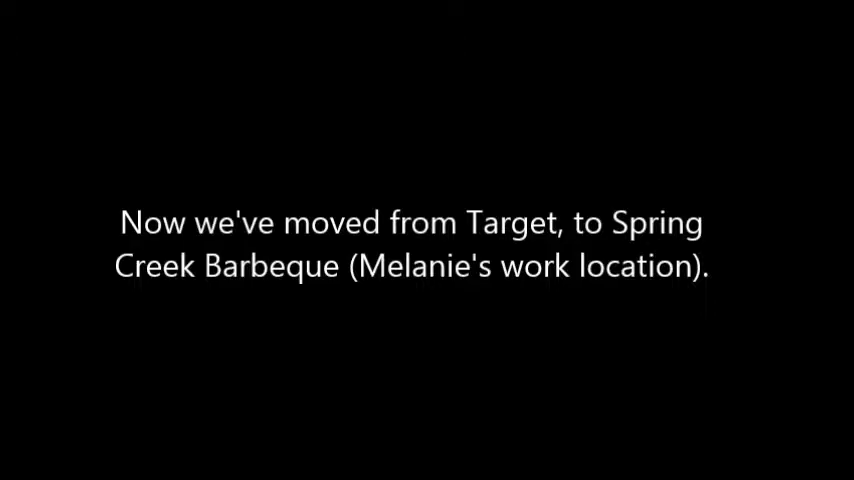 Now we've moved from Target, to Spring
Creek Barbeque (Melanie's work location).